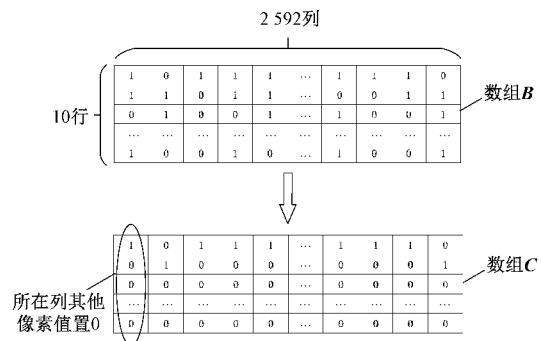 2 592列
10行
1 0 1 1 1 … 1 1 1 0
1 1 0 1 1 … 0 0 1 1
0 1 0 0 1 … 1 0 0 1
… … … … … … … … … …
1 0 0 1 0 … 1 0 0 1
数组B
1 0 1 1 1 … 1 1 1 0
0 1 0 0 0 … 0 0 0 1
0 0 0 0 0 … 0 0 0 0
… … … … … … … … … …
0 0 0 0 0 … 0 0 0 0
数组C
所在列其他
像素值置0